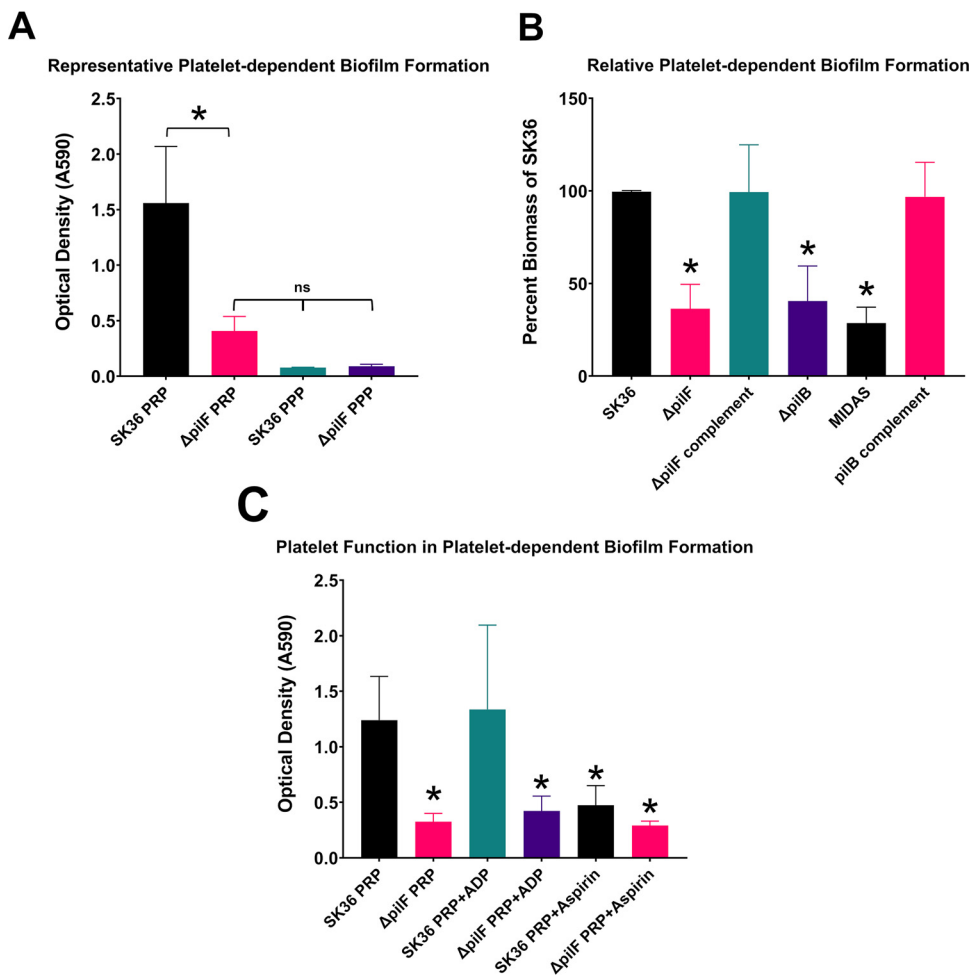 A
Representative Platelet-dependent Biofilm Formation
Optical Density (A590)
2.5
2.0
1.5
1.0
0.5
0.0
*
ns
SK36 PRP
ΔpilF PRP
SK36 PPP
ΔpilF PPP
B
Relative Platelet-dependent Biofilm Formation
Percent Biomass of SK36
150
100
50
0
*
*
*
SK36
ΔpilF
ΔpilF complement
ΔpilB
MIDAS
pilB complement
C
Platelet Function in Platelet-dependent Biofilm Formation
Optical Density (A590)
2.5
2.0
1.5
1.0
0.5
0.0
*
*
*
*
SK36 PRP
ΔpilF PRP
SK36 PRP+ADP
ΔpilF PRP+ADP
SK36 PRP+Aspirin
ΔpilF PRP+Aspirin